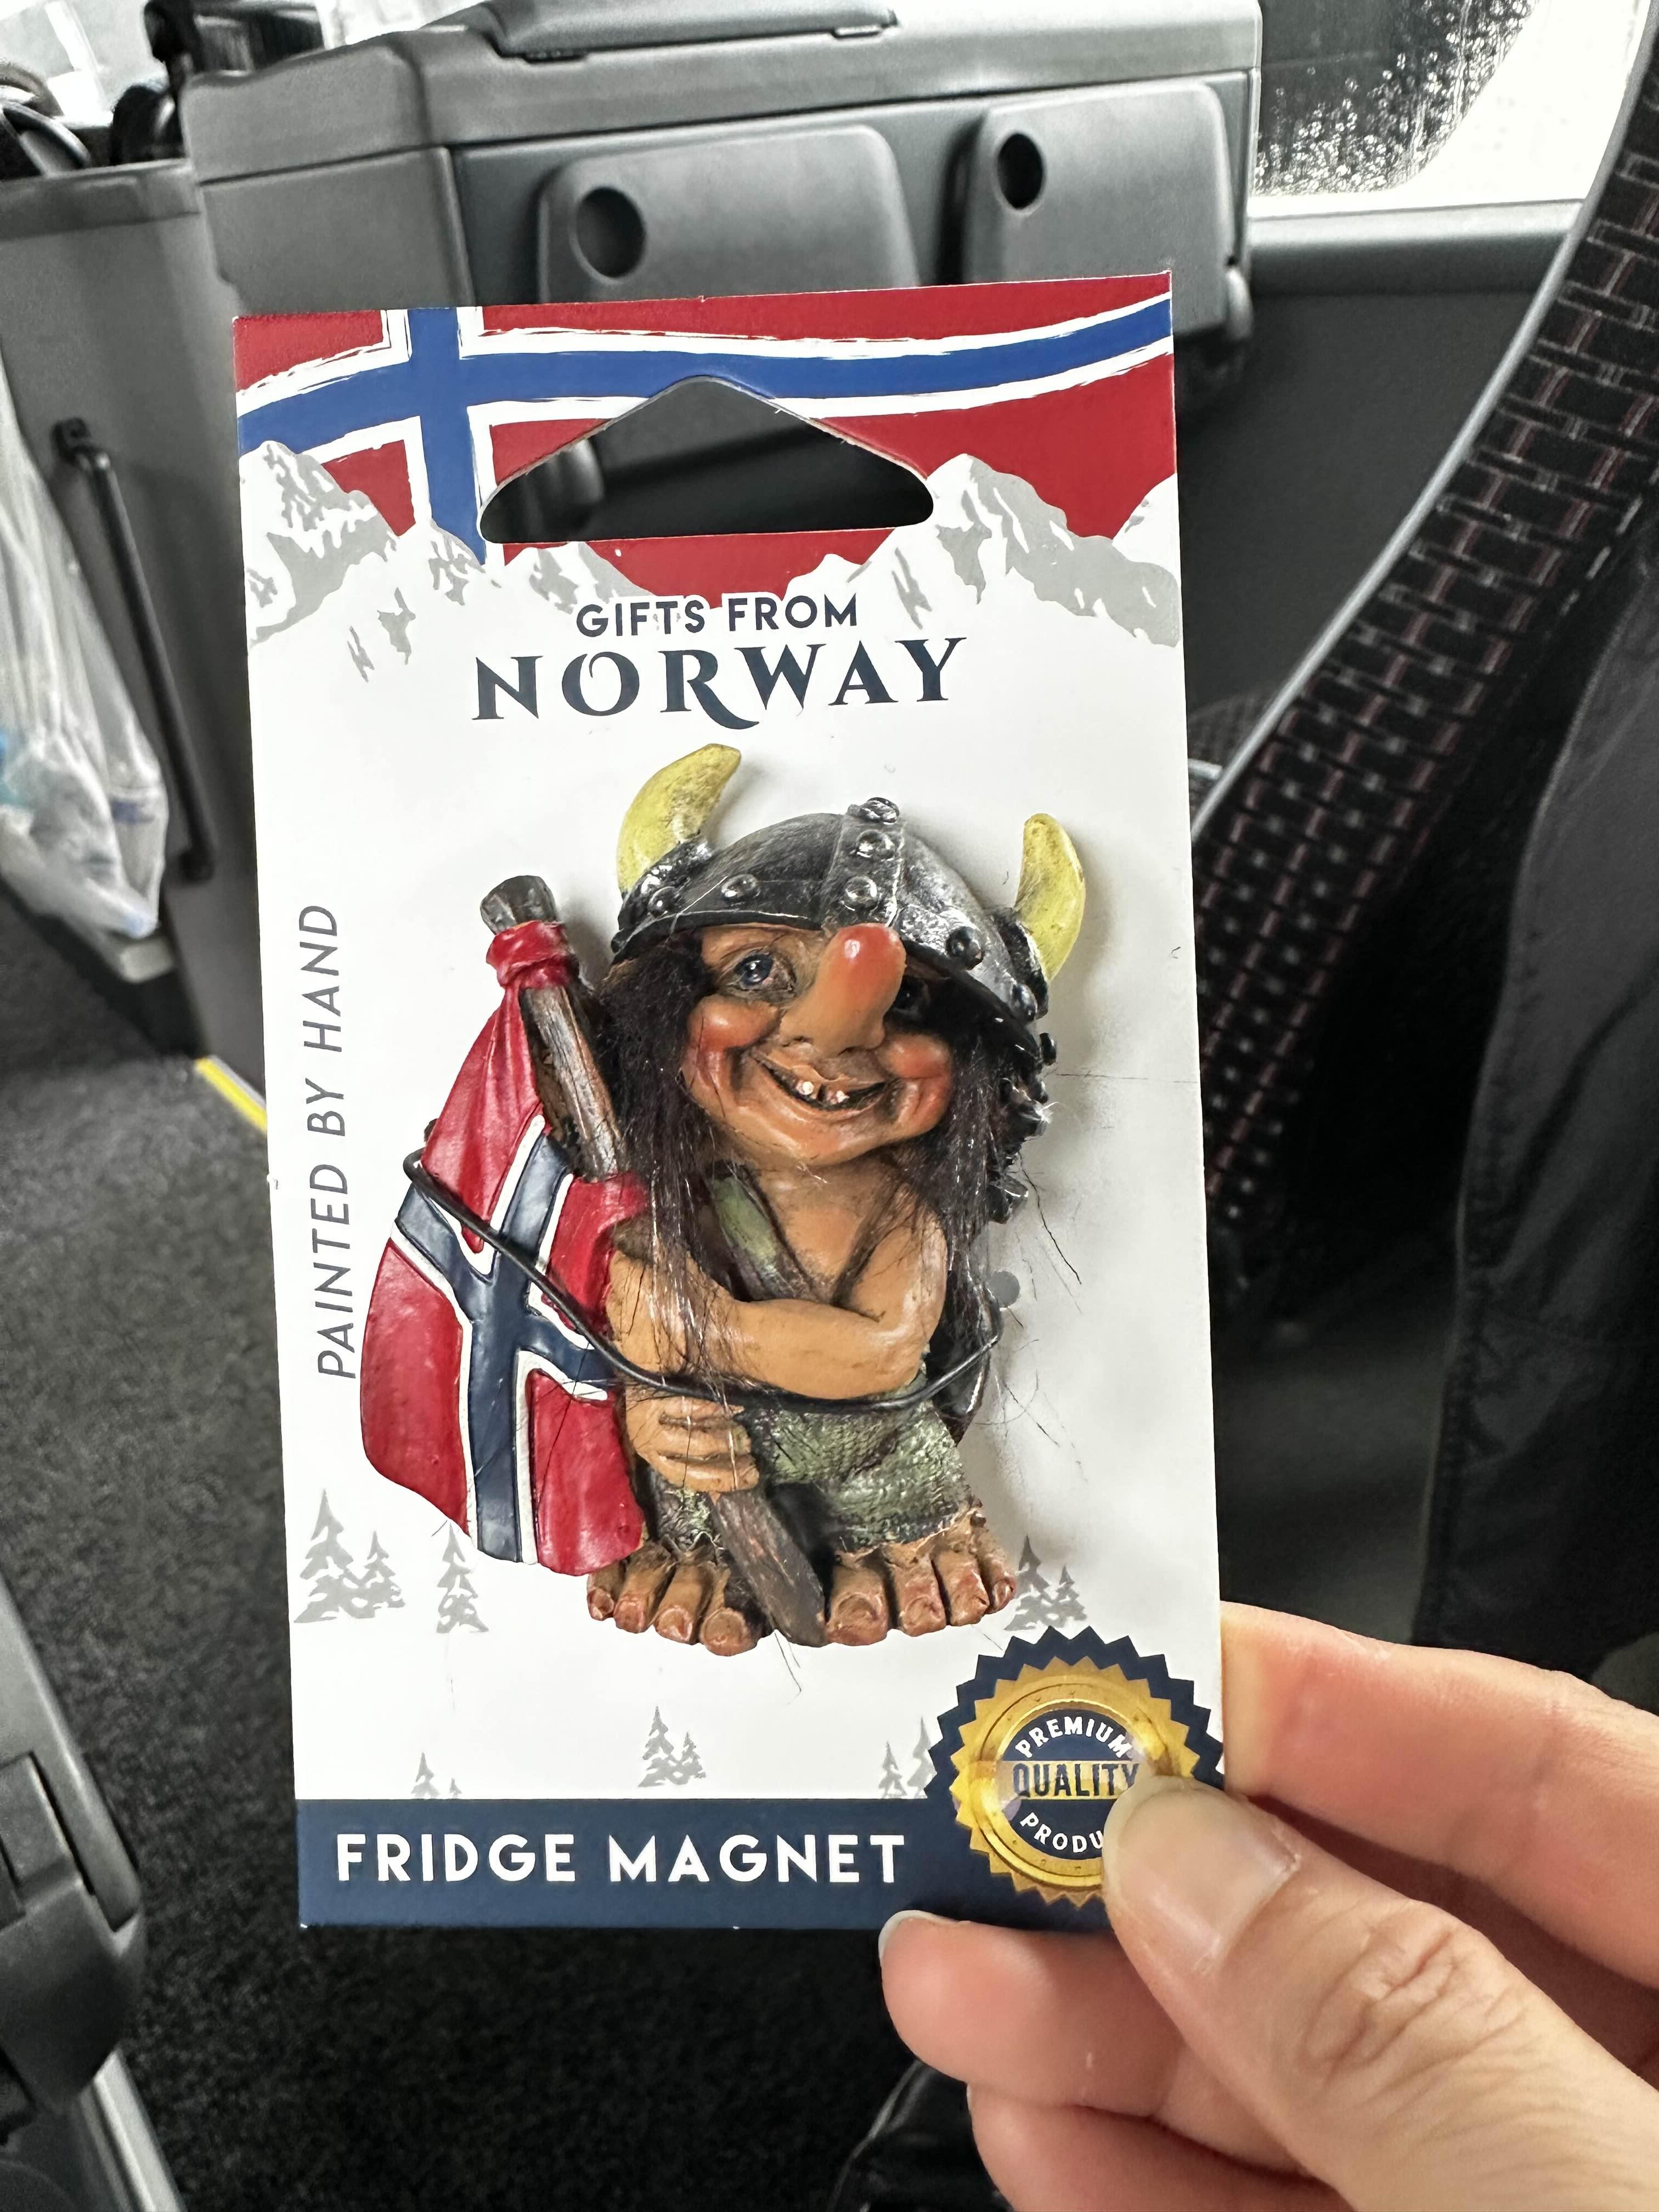 GIFTS FROM
NORWAY
PAINTED BY HAND
PREMIUM
QUALITY
FRIDGE MAGNET